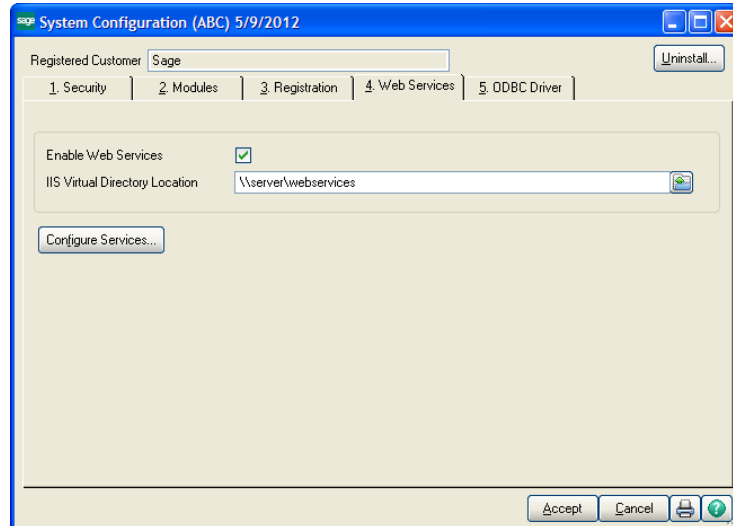 sage System Configuration (ABC) 5/9/2012
Registered Customer Sage Uninstall...
1. Security 2. Modules 3. Registration 4. Web Services 5. ODBC Driver
Enable Web Services
IIS Virtual Directory Location \\server\webservices
Configure Services...
Accept Cancel